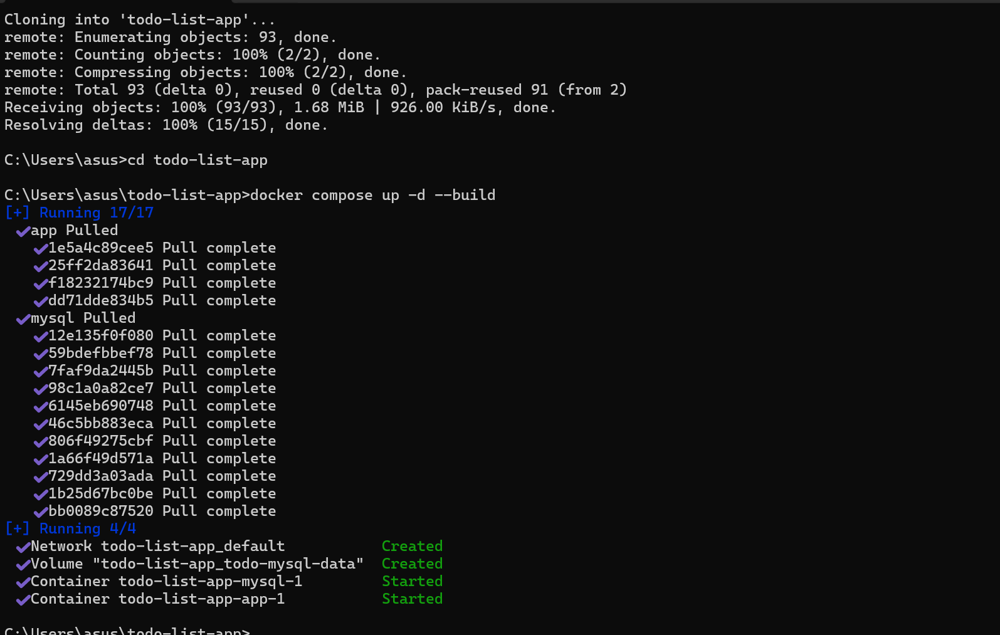 Cloning into 'todo-list-app'...
remote: Enumerating objects: 93, done.
remote: Counting objects: 100% (2/2), done.
remote: Compressing objects: 100% (2/2), done.
remote: Total 93 (delta 0), reused 0 (delta 0), pack-reused 91 (from 2)
Receiving objects: 100% (93/93), 1.68 MiB | 926.00 KiB/s, done.
Resolving deltas: 100% (15/15), done.
C:\Users\asus>cd todo-list-app
C:\Users\asus\todo-list-app>docker compose up -d --build
[+] Running 17/17
✔app Pulled
✔1e5a4c89cee5 Pull complete
✔25ff2da83641 Pull complete
✔f18232174bc9 Pull complete
✔dd71dde834b5 Pull complete
✔mysql Pulled
✔12e135f0f080 Pull complete
✔59bdefbbef78 Pull complete
✔7faf9da2445b Pull complete
✔98c1a0a82ce7 Pull complete
✔6145eb690748 Pull complete
✔46c5bb883eca Pull complete
✔806f49275cbf Pull complete
✔1a66f49d571a Pull complete
✔729dd3a03ada Pull complete
✔1b25d67bc0be Pull complete
✔bb0089c87520 Pull complete
[+] Running 4/4
✔Network todo-list-app_default Created
✔Volume "todo-list-app_todo-mysql-data" Created
✔Container todo-list-app-mysql-1 Started
✔Container todo-list-app-app-1 Started
C:\Users\asus\todo-list-app>